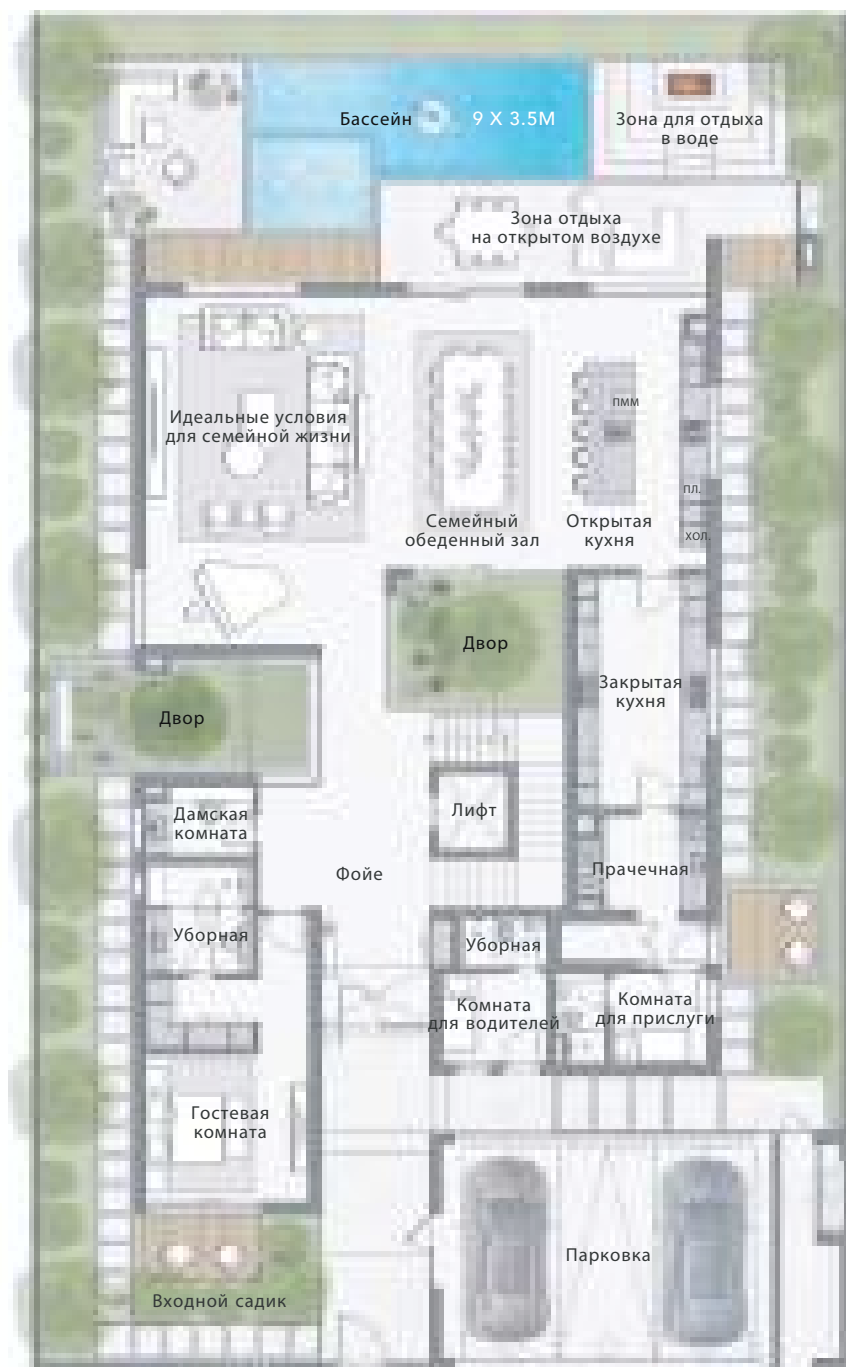 Бассейн 9 X 3.5М
Зона для отдыха
в воде
Зона отдыха
на открытом воздухе
Идеальные условия
для семейной жизни
пмм
пл.
хол.
Семейный
обеденный зал
Открытая
кухня
Двор
Закрытая
кухня
Двор
Дамская
комната
Лифт
Фойе
Прачечная
Уборная
Уборная
Комната
для водителей
Комната
для прислуги
Гостевая
комната
Парковка
Входной садик